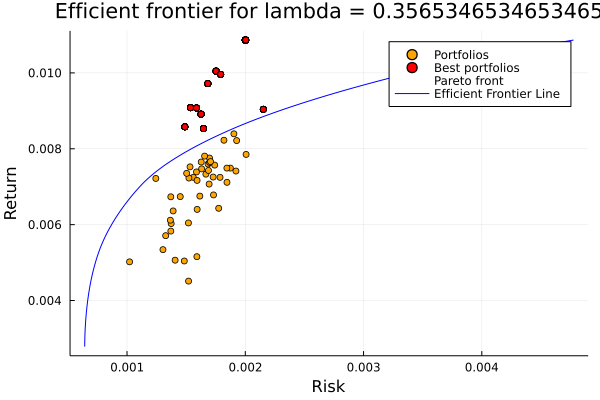 Efficient frontier for lambda = 0.3565346534653465
Portfolios
Best portfolios
Pareto front
Efficient Frontier Line
Return
0.010
0.008
0.006
0.004
0.001
0.002
0.003
0.004
Risk